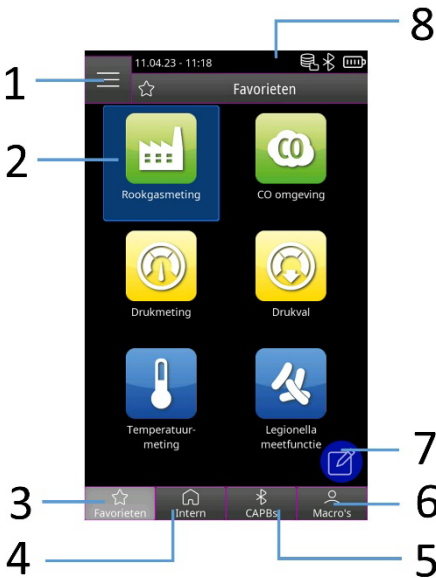 8
11.04.23 - 11:18
1
Favorieten
2
CO
Rookgasmeting
CO omgeving
Drukmeting
Drukval
Temperatuur-
meting
Legionella
meetfunctie
7
3
Favorieten
Intern
CAPBs
Macro's
6
4
5